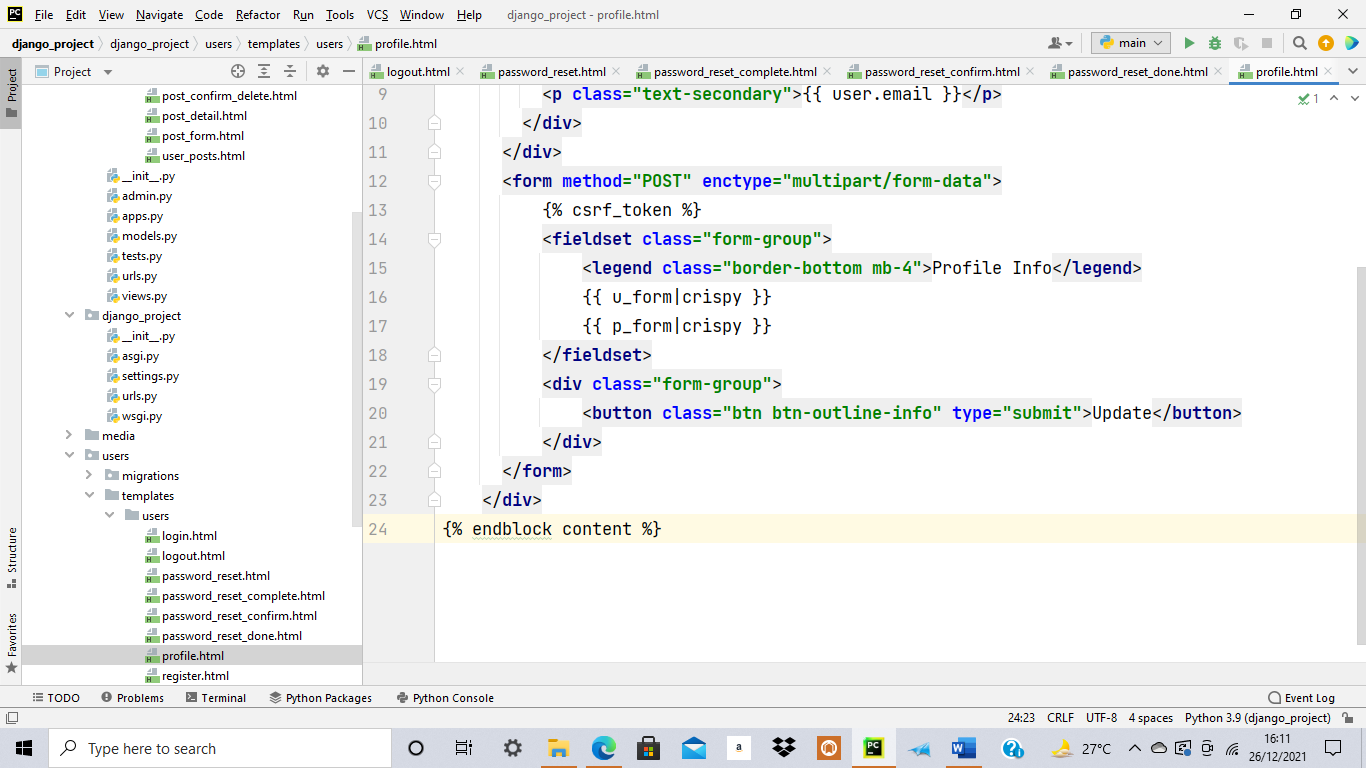 File Edit View Navigate Code Refactor Run Tools VCS Window Help django_project - profile.html
django_project django_project users templates users profile.html main
Project logout.html password_reset.html password_reset_complete.html password_reset_confirm.html password_reset_done.html profile.html
Project
Structure
Favorites
post_confirm_delete.html
post_detail.html
post_form.html
user_posts.html
__init__.py
admin.py
apps.py
models.py
tests.py
urls.py
views.py
django_project
__init__.py
asgi.py
settings.py
urls.py
wsgi.py
media
users
migrations
templates
users
login.html
logout.html
password_reset.html
password_reset_complete.html
password_reset_confirm.html
password_reset_done.html
profile.html
register.html
9 <p class="text-secondary">{{ user.email }}</p>
10 </div>
11 </div>
12 <form method="POST" enctype="multipart/form-data">
13 {% csrf_token %}
14 <fieldset class="form-group">
15 <legend class="border-bottom mb-4">Profile Info</legend>
16 {{ u_form|crispy }}
17 {{ p_form|crispy }}
18 </fieldset>
19 <div class="form-group">
20 <button class="btn btn-outline-info" type="submit">Update</button>
21 </div>
22 </form>
23 </div>
24 {% endblock content %}
1
TODO Problems Terminal Python Packages Python Console Event Log
24:23 CRLF UTF-8 4 spaces Python 3.9 (django_project)
Type here to search 27°C 16:11
26/12/2021